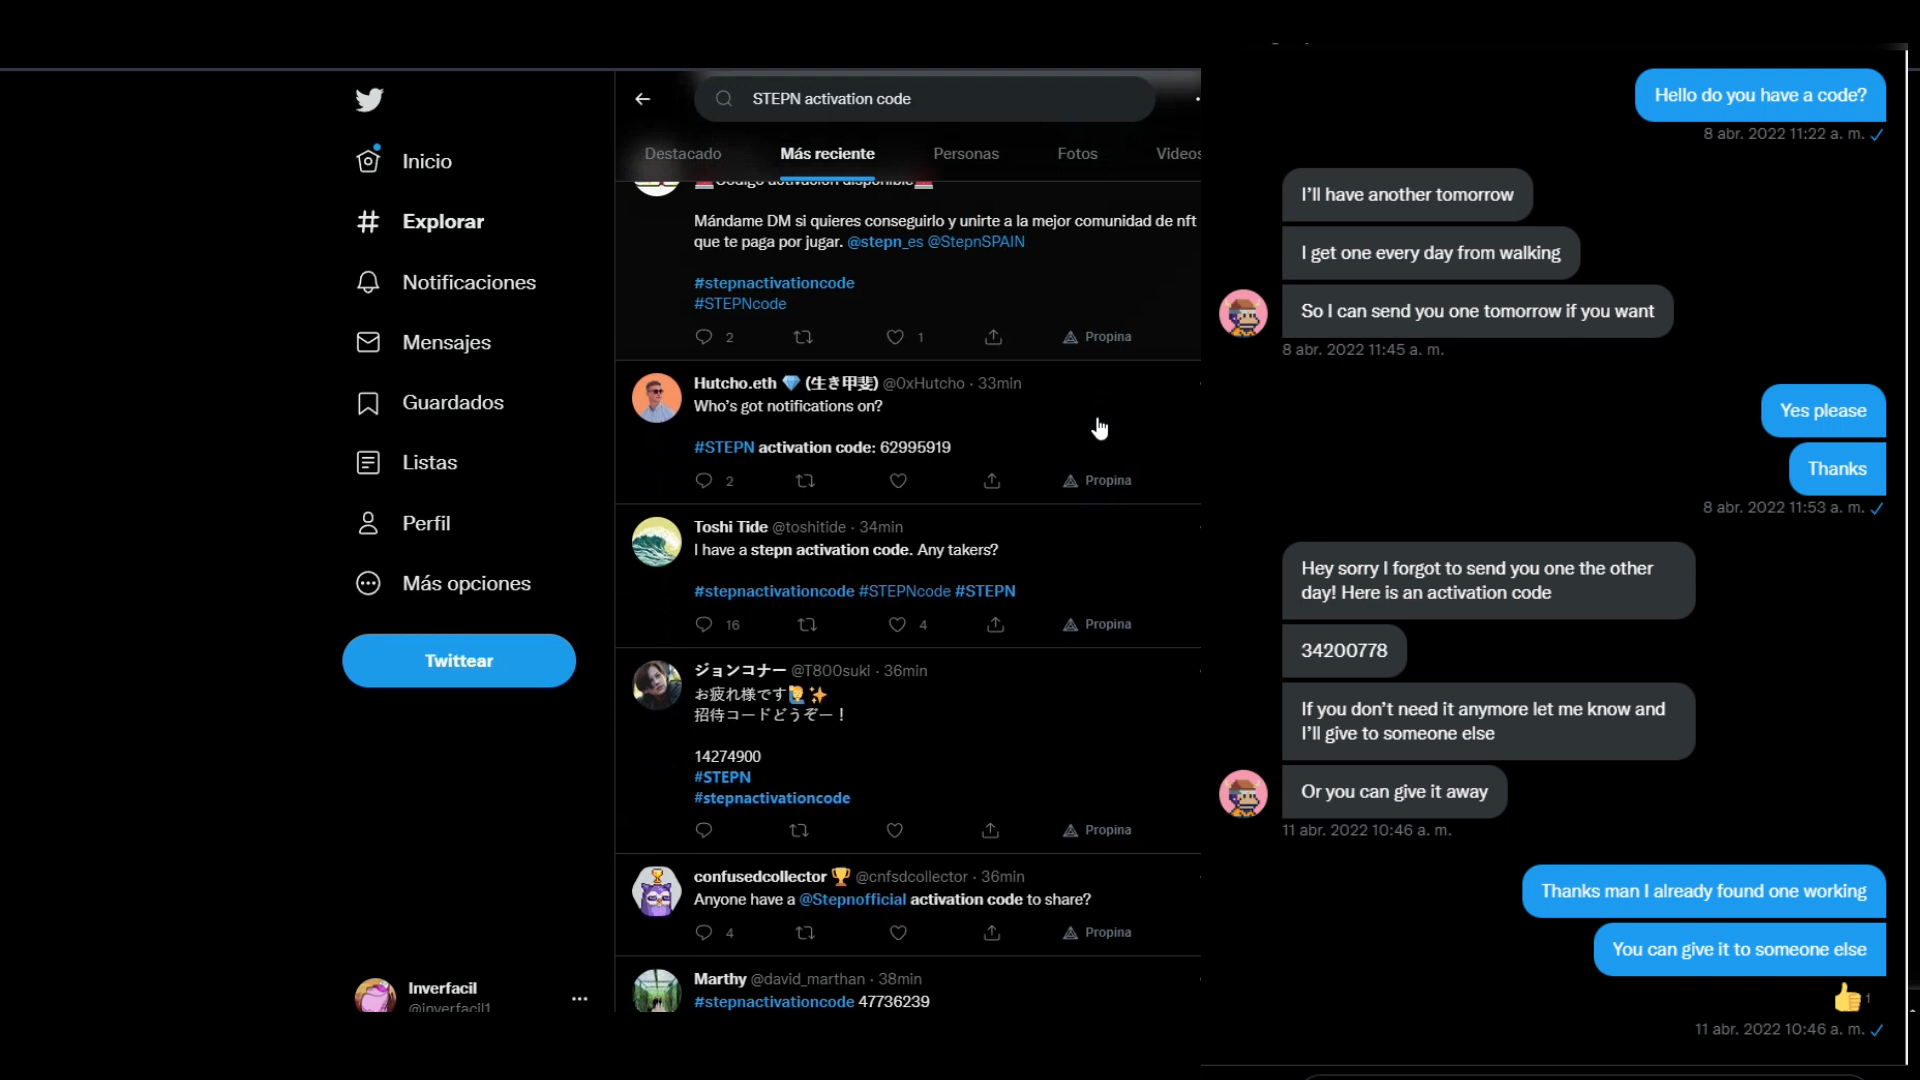 STEPN activation code
Destacado
Más reciente
Personas
Fotos
Videos
Inicio
Explorar
Notificaciones
Mensajes
Guardados
Listas
Perfil
Más opciones
Twittear
Inverfacil
@inverfacil1
Código activación disponible
Mándame DM si quieres conseguirlo y unirte a la mejor comunidad de nft
que te paga por jugar. @stepn_es @StepnSPAIN
#stepnactivationcode
#STEPNcode
2
1
Propina
Hutcho.eth 💎 (生き甲斐) @0xHutcho · 33min
Who's got notifications on?
#STEPN activation code: 62995919
2
Propina
Toshi Tide @toshitide · 34min
I have a stepn activation code. Any takers?
#stepnactivationcode #STEPNcode #STEPN
16
4
Propina
ジョンコナー @T800suki · 36min
お疲れ様です🙋✨
招待コードどうぞー！
14274900
#STEPN
#stepnactivationcode
Propina
confusedcollector 🏆 @cnfsdcollector · 36min
Anyone have a @Stepnofficial activation code to share?
4
Propina
Marthy @david_marthan · 38min
#stepnactivationcode 47736239
Hello do you have a code?
8 abr. 2022 11:22 a. m. ✓
I'll have another tomorrow
I get one every day from walking
So I can send you one tomorrow if you want
8 abr. 2022 11:45 a. m.
Yes please
Thanks
8 abr. 2022 11:53 a. m. ✓
Hey sorry I forgot to send you one the other
day! Here is an activation code
34200778
If you don't need it anymore let me know and
I'll give to someone else
Or you can give it away
11 abr. 2022 10:46 a. m.
Thanks man I already found one working
You can give it to someone else
👍 1
11 abr. 2022 10:46 a. m. ✓